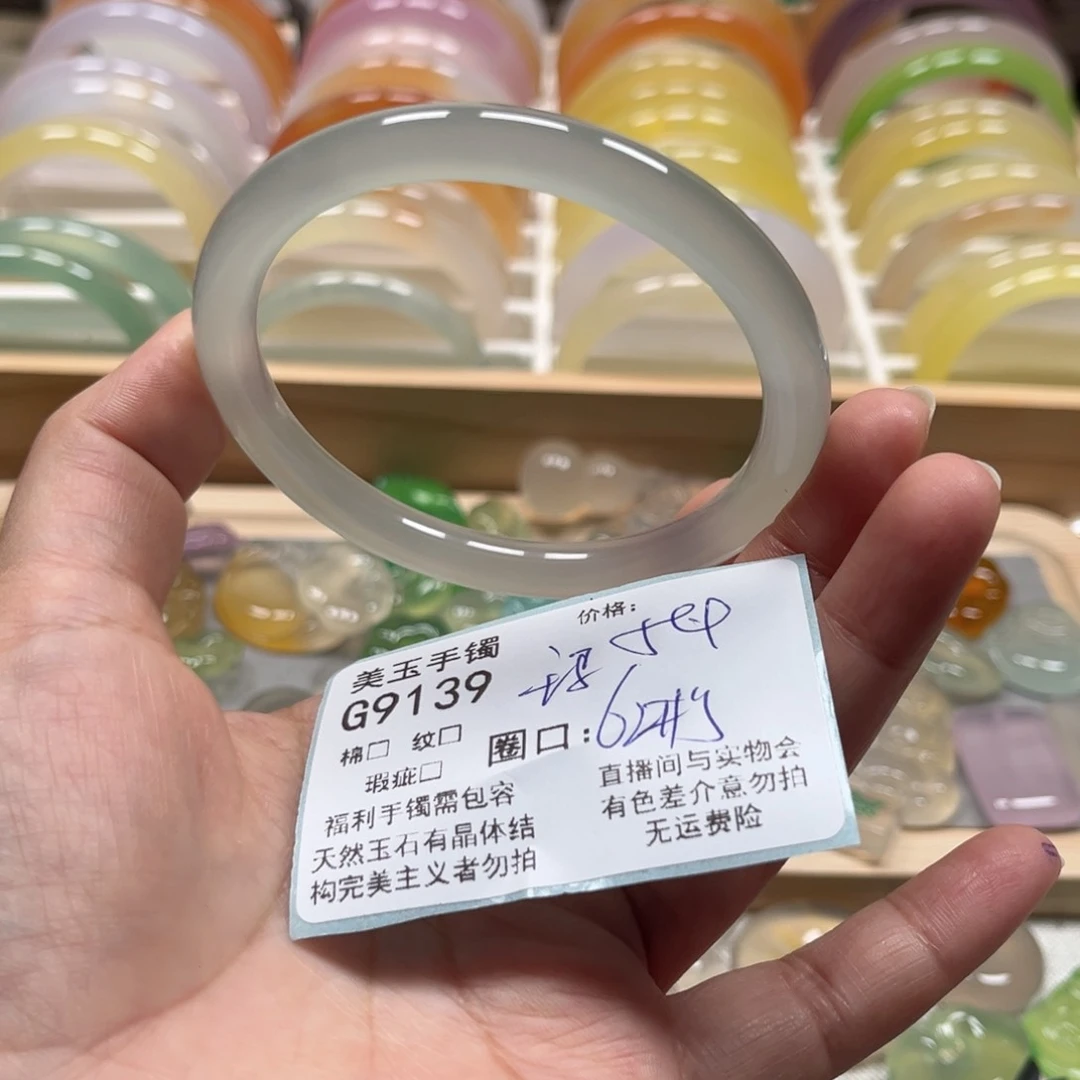 价格:
美玉手镯
G9139
棉□ 纹□
圈口:62
瑕疵□
福利手镯需包容
天然玉石有晶体结
构完美主义者勿拍
直播间与实物会
有色差介意勿拍
无运费险